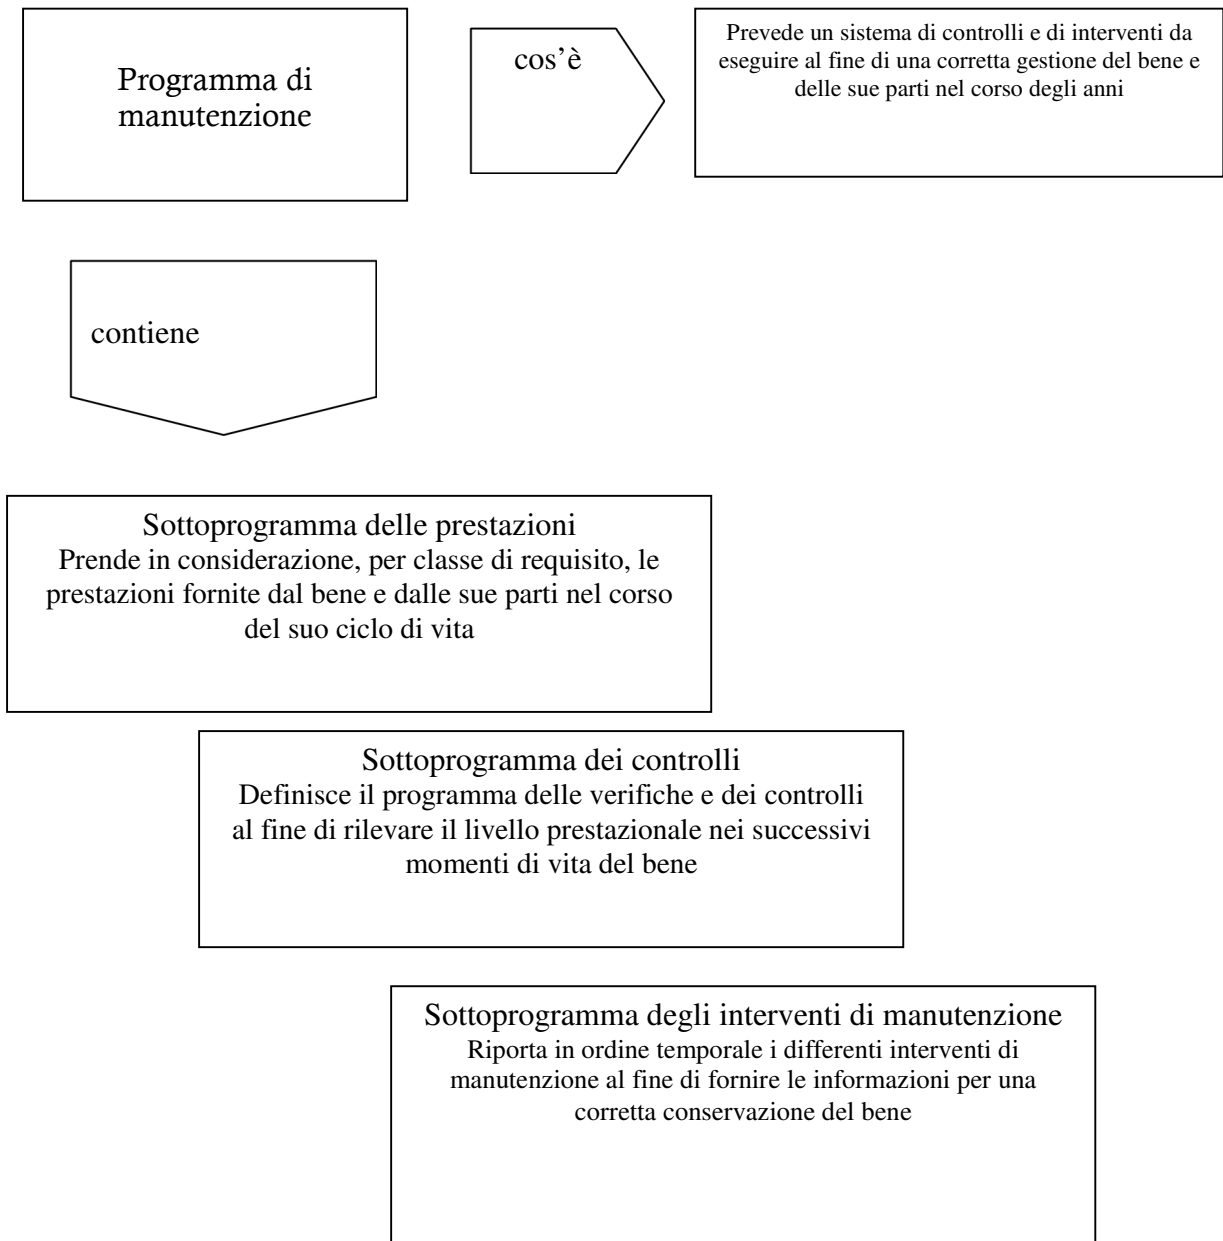 Programma di
manutenzione
cos'è
Prevede un sistema di controlli e di interventi da
eseguire al fine di una corretta gestione del bene e
delle sue parti nel corso degli anni
contiene
Sottoprogramma delle prestazioni
Prende in considerazione, per classe di requisito, le
prestazioni fornite dal bene e dalle sue parti nel corso
del suo ciclo di vita
Sottoprogramma dei controlli
Definisce il programma delle verifiche e dei controlli
al fine di rilevare il livello prestazionale nei successivi
momenti di vita del bene
Sottoprogramma degli interventi di manutenzione
Riporta in ordine temporale i differenti interventi di
manutenzione al fine di fornire le informazioni per una
corretta conservazione del bene